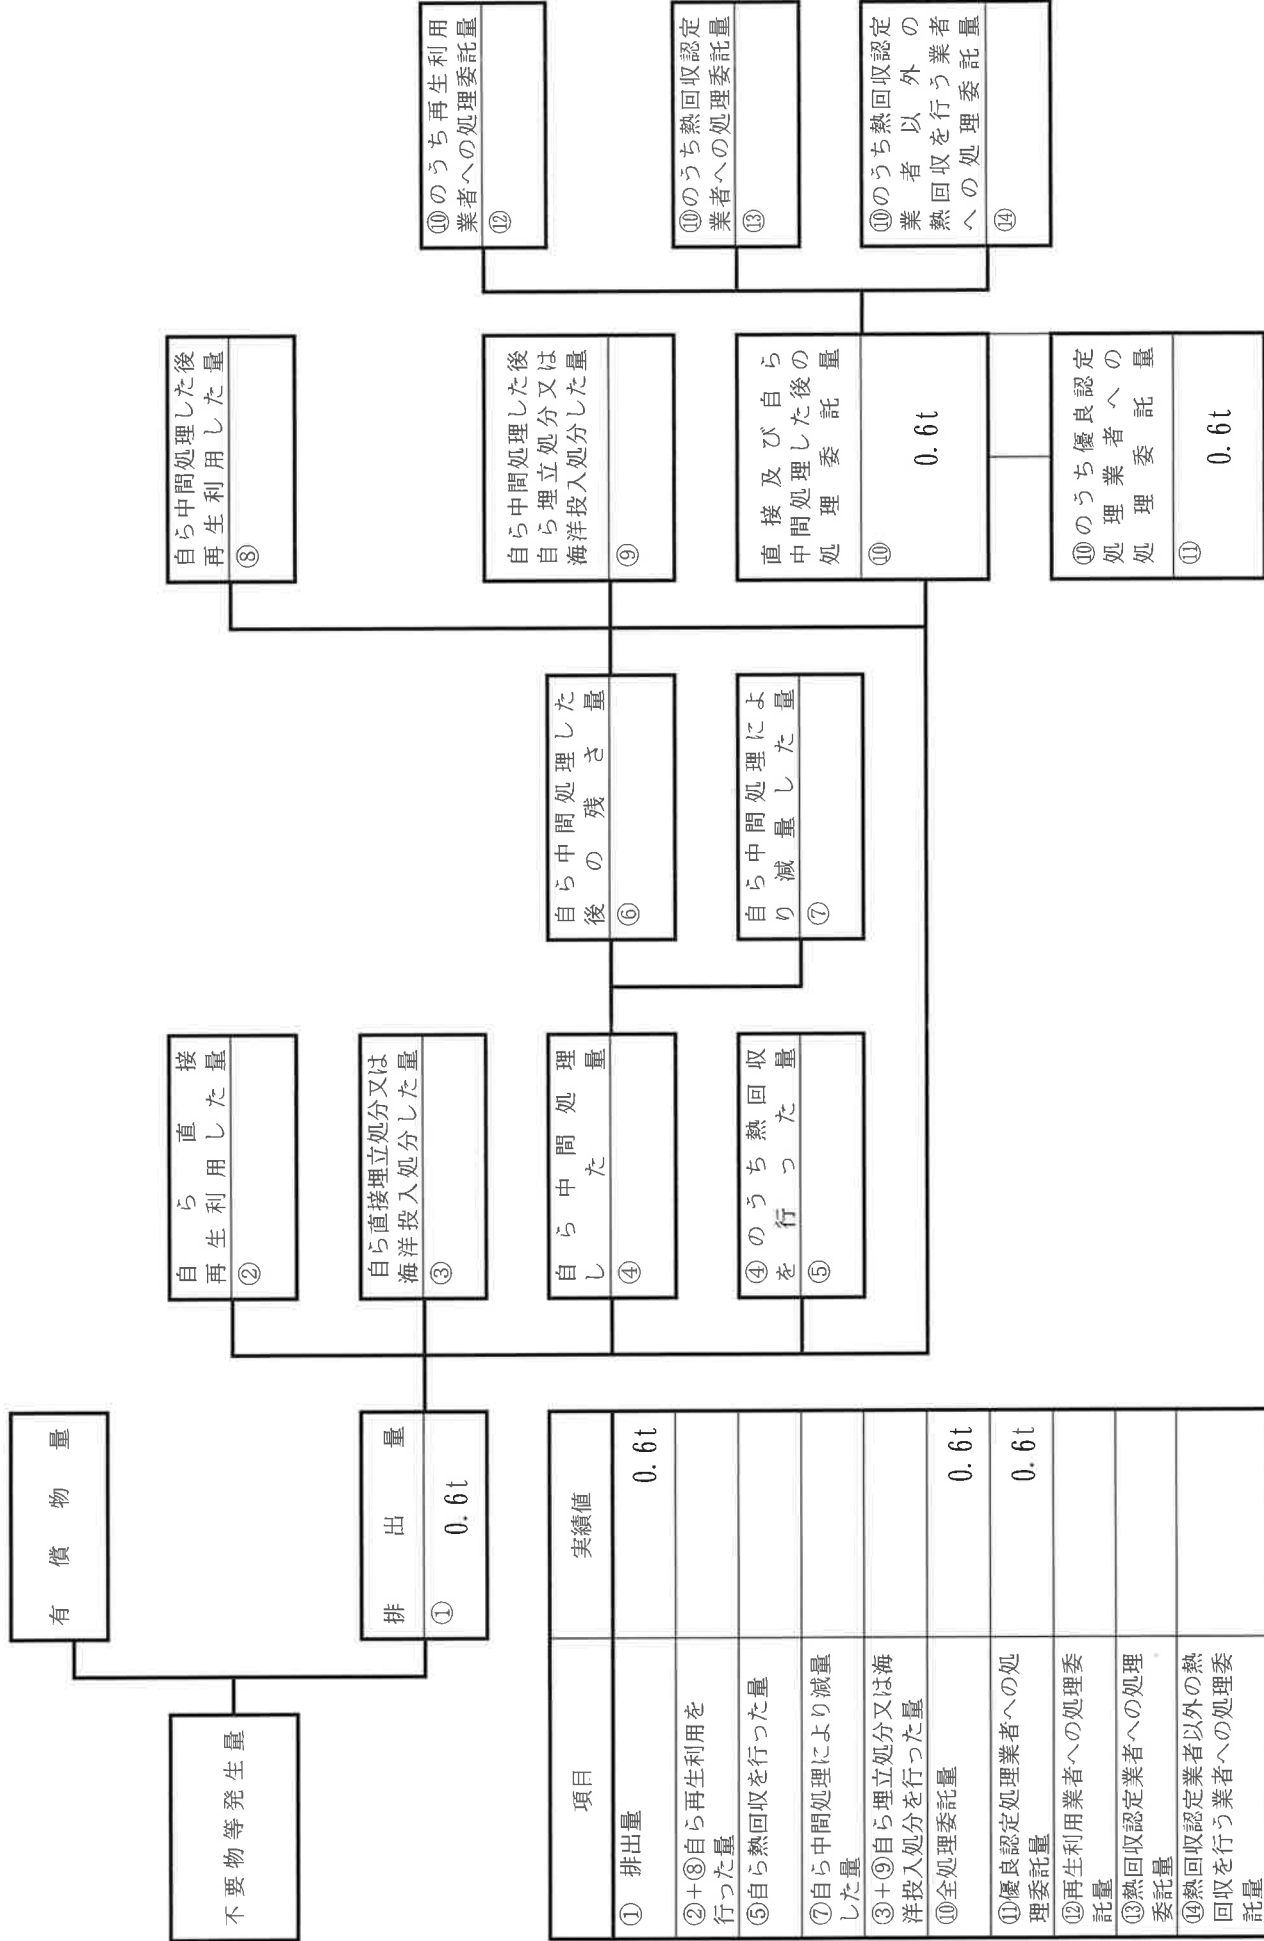 不要物等発生量
有償物量
排出量
①
0.6t
自ら直接
再生利用した量
②
自ら直接埋立処分又は
海洋投入処分した量
③
自ら中間処理
した量
④
④のうち熱回収
を行った量
⑤
自ら中間処理した
後の残さ量
⑥
自ら中間処理によ
り減量した量
⑦
自ら中間処理した後
再生利用した量
⑧
自ら中間処理した後
自ら埋立処分又は
海洋投入処分した量
⑨
直接及び自ら
中間処理した後の
処理委託量
⑩
0.6t
⑩のうち優良認定
処理業者への
処理委託量
⑪
0.6t
⑩のうち再生利用
業者への処理委託量
⑫
⑩のうち熱回収認定
業者への処理委託量
⑬
⑩のうち熱回収認定
業者以外の
熱回収を行う業者
への処理委託量
⑭
項目 実績値
① 排出量 0.6t
②+⑧自ら再生利用を
行った量
⑤自ら熱回収を行った量
⑦自ら中間処理により減量
した量
③+⑨自ら埋立処分又は海
洋投入処分を行った量
⑩全処理委託量 0.6t
⑪優良認定処理業者への処
理委託量 0.6t
⑫再生利用業者への処理委
託量
⑬熱回収認定業者への処理
委託量
⑭熱回収認定業者以外の熱
回収を行う業者への処理委
託量